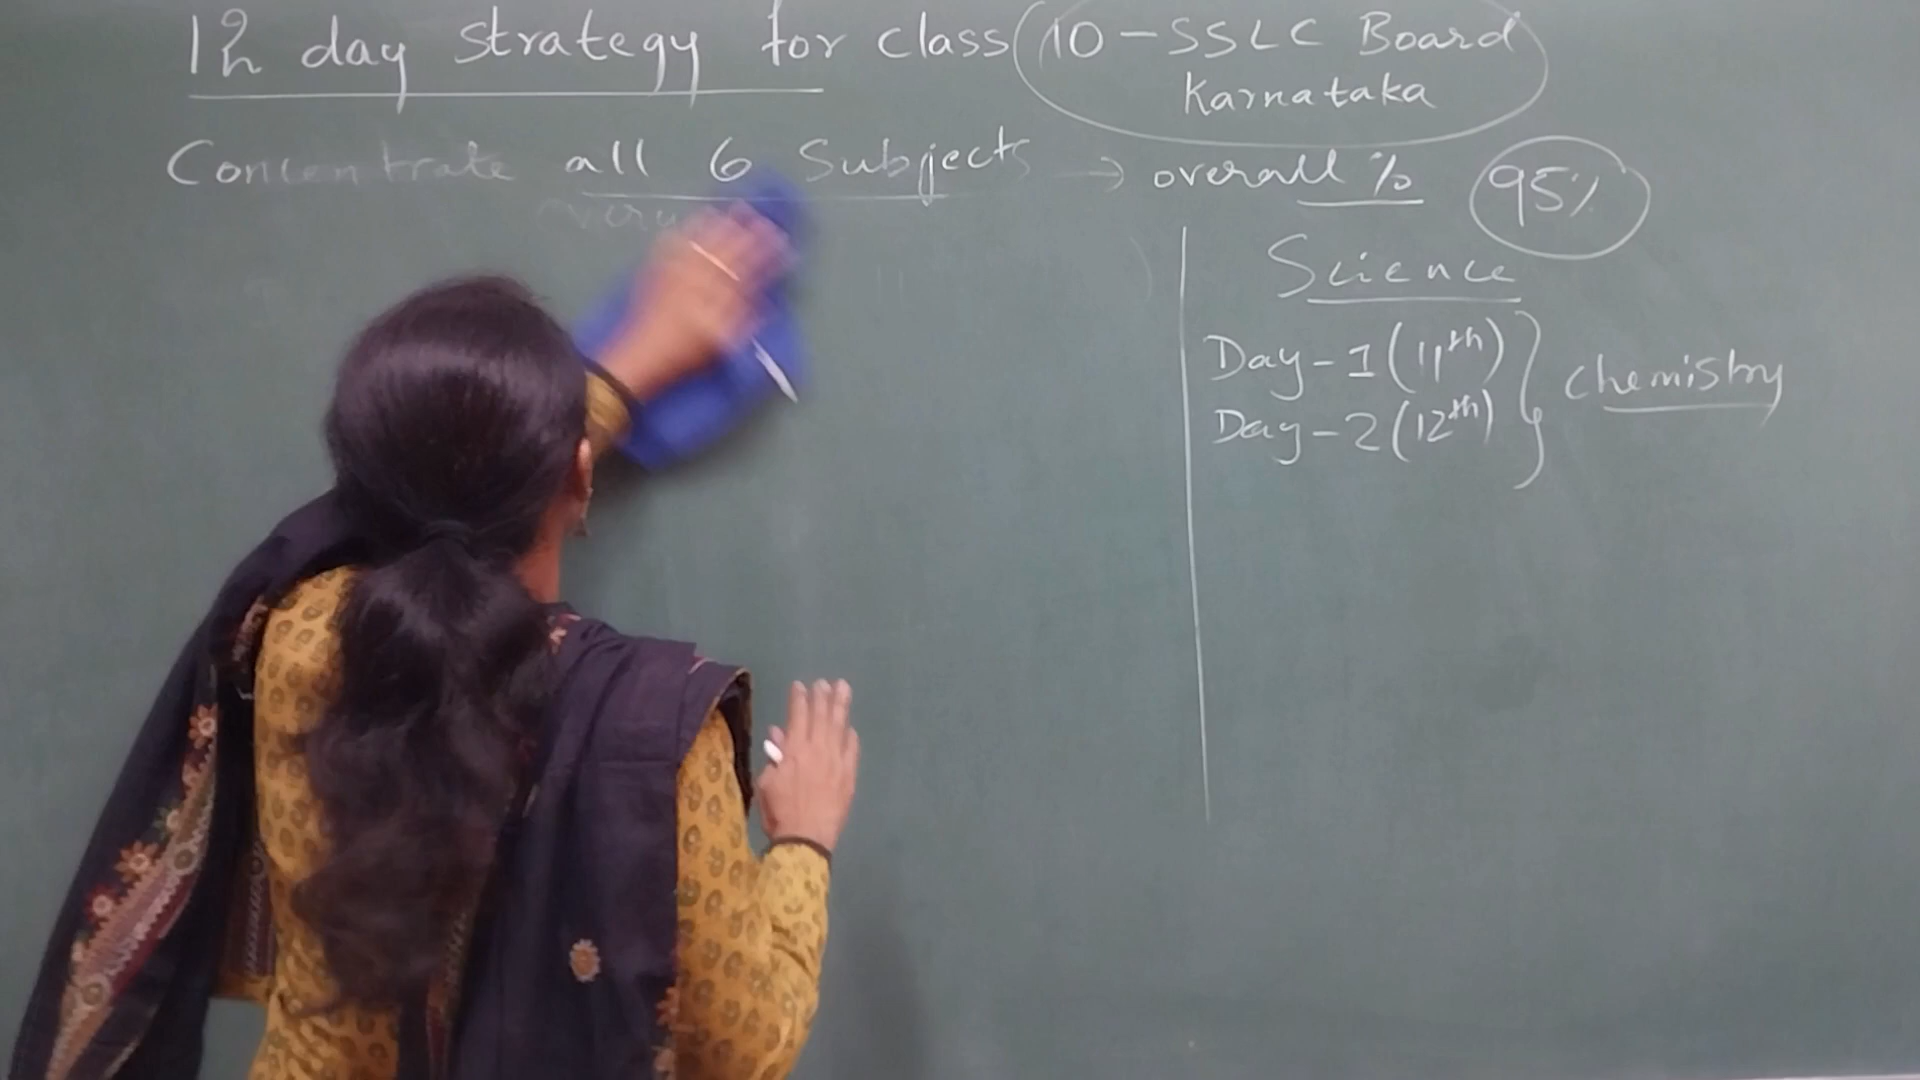 day strategy for class 10 - SSLC Board
Karnataka
Concentrate all 6 Subjects → overall % 95%
Science
Day - 1 (11th)
Day - 2 (12th)
Chemistry